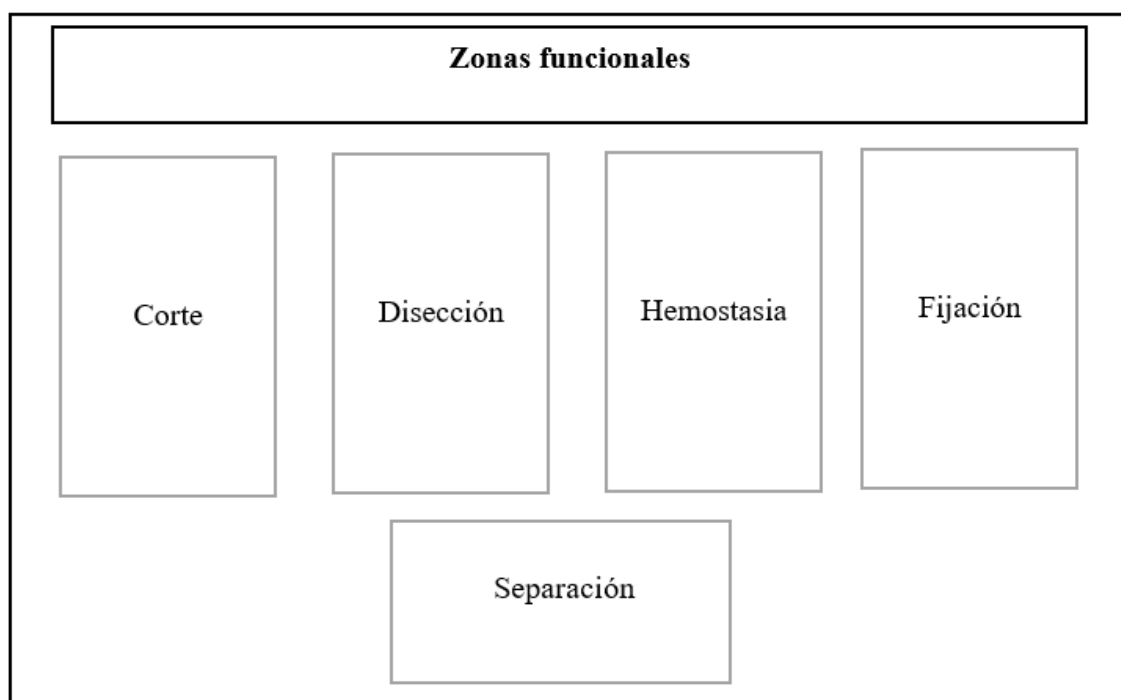 Zonas funcionales
Corte
Disección
Hemostasia
Fijación
Separación